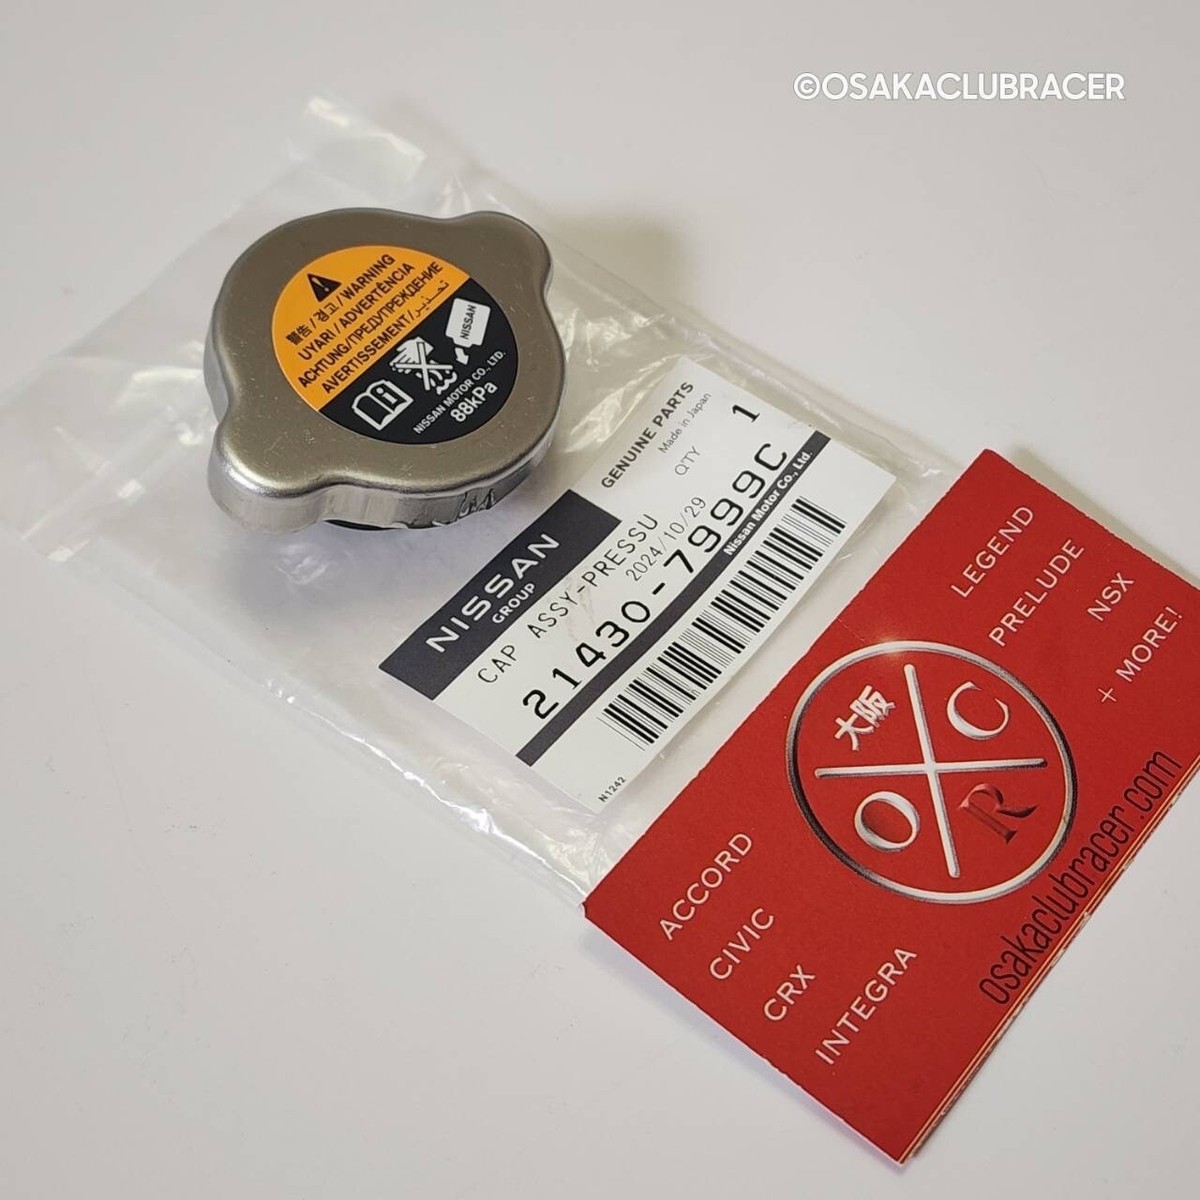 ©OSAKACLUBRACER
警告/경고/WARNING
UYARI/ADVERTÊNCIA
ACHTUNG/ПРЕДУПРЕЖДЕНИЕ
AVERTISSEMENT/تحذير
NISSAN
NISSAN MOTOR CO., LTD.
88kPa
NISSAN
GROUP
GENUINE PARTS
Made in Japan
QTY 1
CAP ASSY-PRESSU
2024/10/29
21430-7999C
Nissan Motor Co., Ltd.
N1242
LEGEND
PRELUDE
NSX
+ MORE!
大阪
O C R
osakaclubracer.com
ACCORD
CIVIC
CRX
INTEGRA